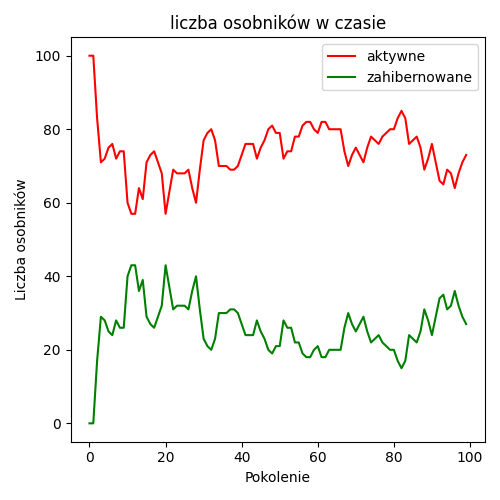 liczba osobników w czasie
aktywne
zahibernowane
Liczba osobników
100
80
60
40
20
0
0 20 40 60 80 100
Pokolenie